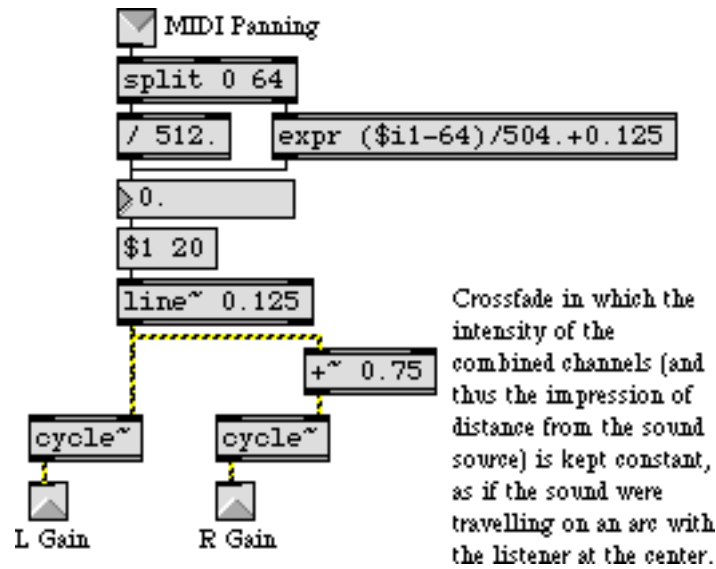 MIDI Panning
split 0 64
/ 512.
expr ($i1-64)/504.+0.125
0.
$1 20
line~ 0.125
+~ 0.75
cycle~
cycle~
L Gain
R Gain
Crossfade in which the
intensity of the
combined channels (and
thus the impression of
distance from the sound
source) is kept constant,
as if the sound were
travelling on an arc with
the listener at the center.